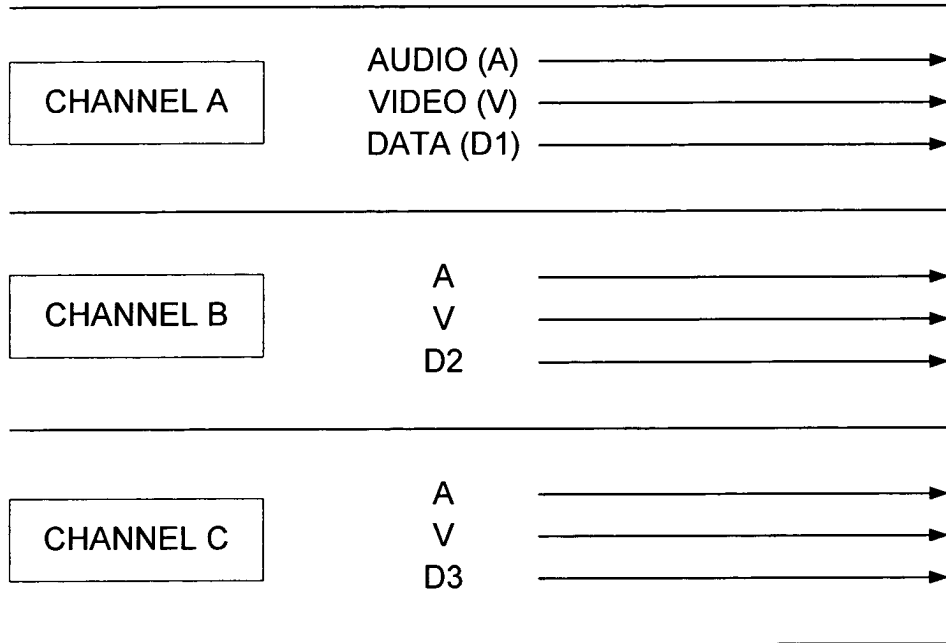 CHANNEL A
AUDIO (A)
VIDEO (V)
DATA (D1)
CHANNEL B
A
V
D2
CHANNEL C
A
V
D3